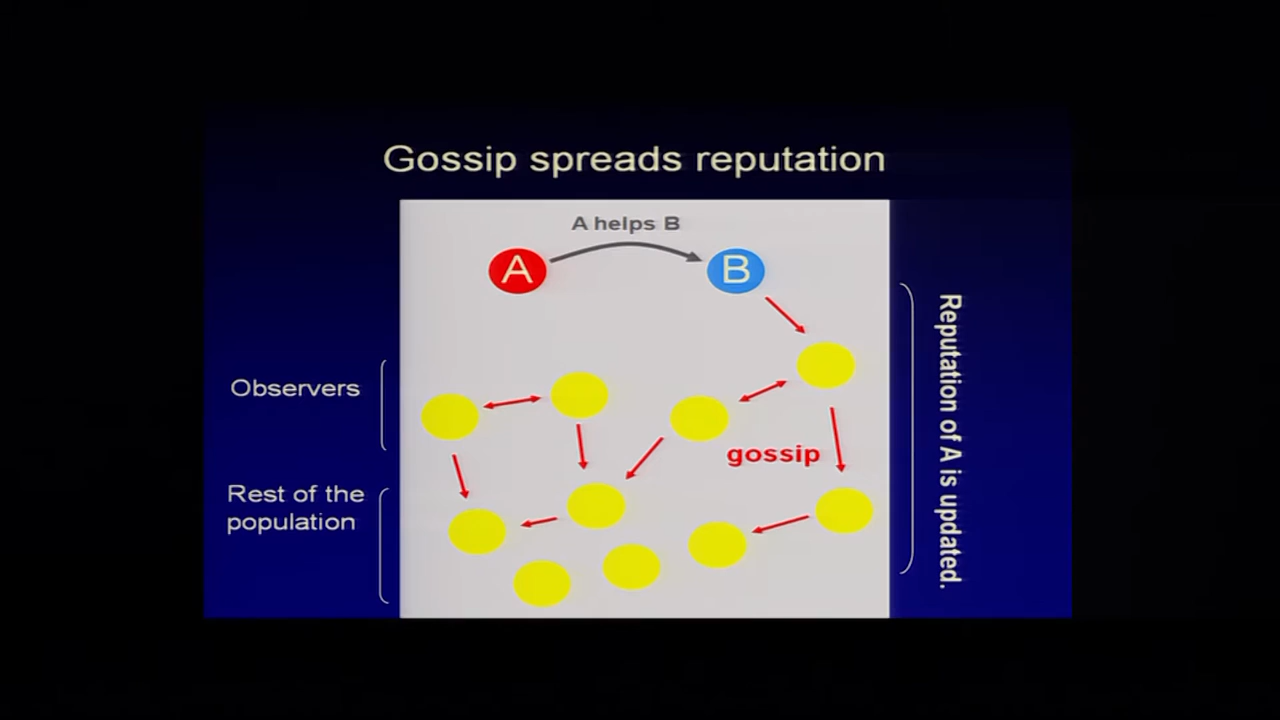 Gossip spreads reputation
A helps B
A
B
Observers
gossip
Rest of the
population
Reputation of A is updated.